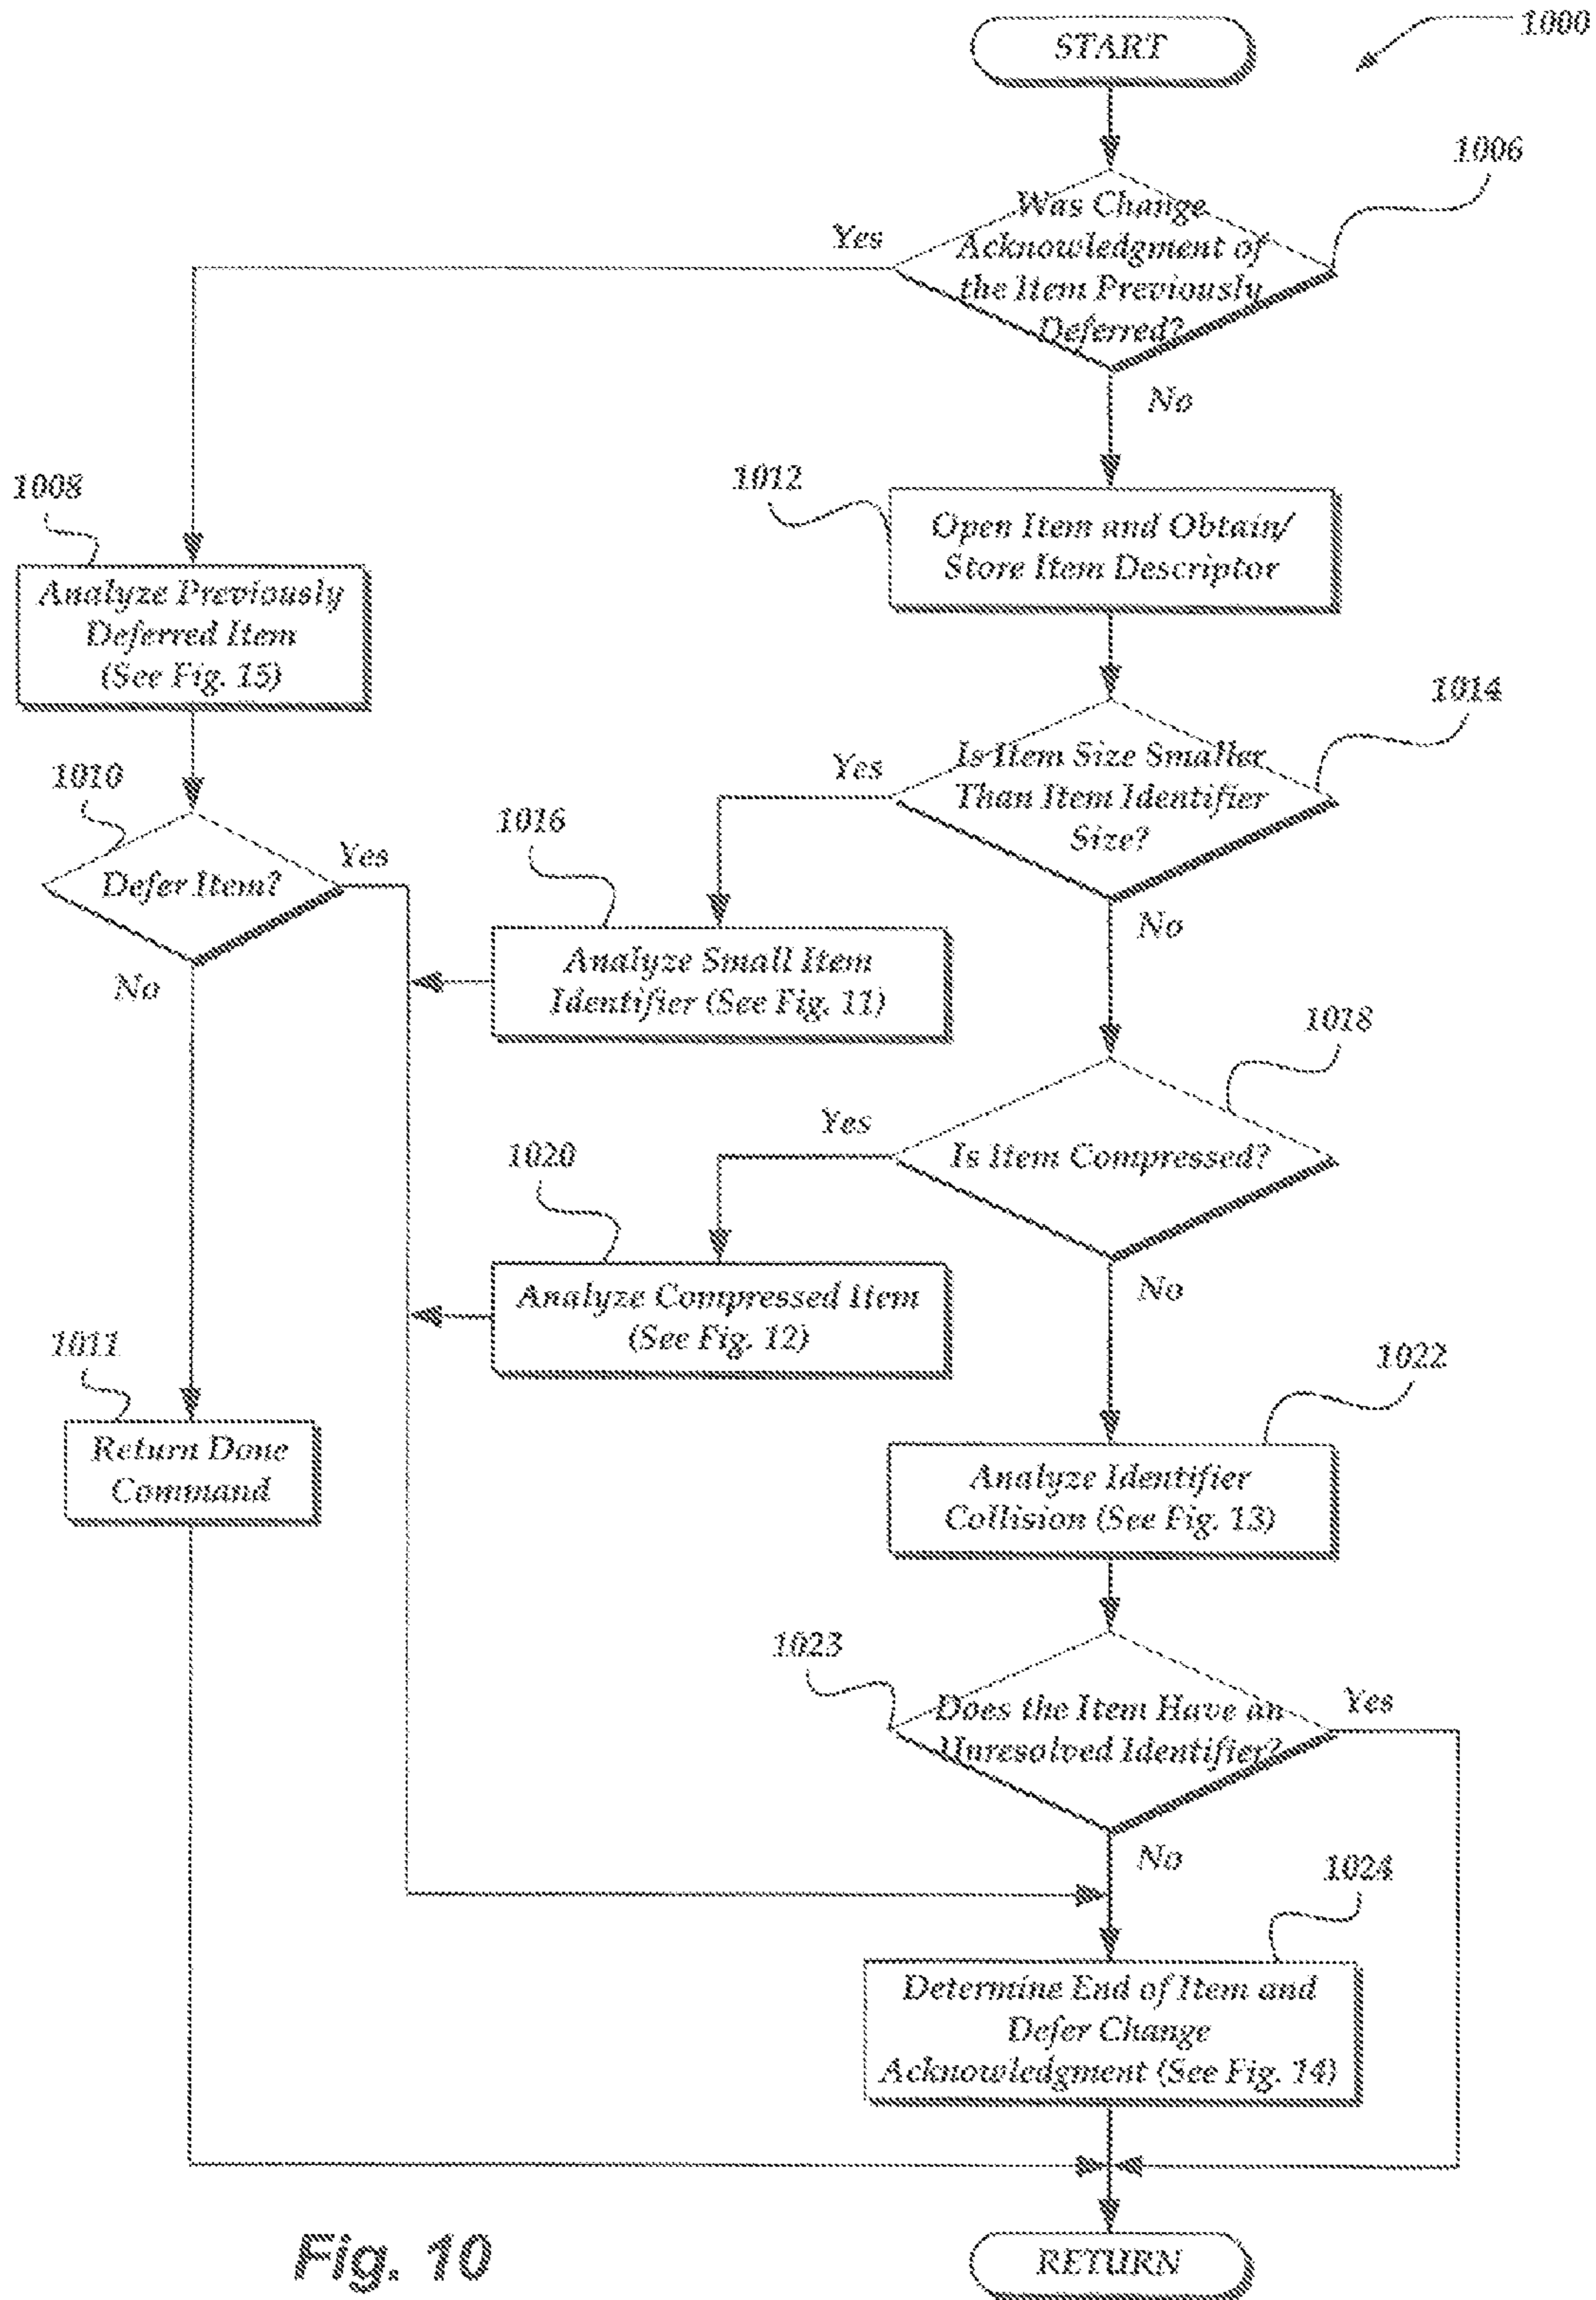 START
1000
1006
Was Change
Acknowledgment of
the Item Previously
Deferred?
Yes
No
1012
Open Item and Obtain/
Store Item Descriptor
1008
Analyze Previously
Deferred Item
(See Fig. 15)
1014
Is Item Size Smaller
Than Item Identifier
Size?
Yes
No
1010
Defer Item?
Yes
No
1016
Analyze Small Item
Identifier (See Fig. 11)
1018
Is Item Compressed?
Yes
No
1020
Analyze Compressed Item
(See Fig. 12)
1011
Return Done
Command
1022
Analyze Identifier
Collision (See Fig. 13)
1023
Does the Item Have an
Unresolved Identifier?
Yes
No
1024
Determine End of Item and
Defer Change
Acknowledgment (See Fig. 14)
RETURN
Fig. 10